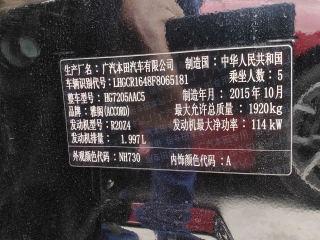 生产厂名：广汽本田汽车有限公司 制造国：中华人民共和国
车辆识别代号：LHGCR1648F8065181 乘坐人数：5
整车型号：HG7205AAC5 制造年月：2015年10月
品牌：雅阁(ACCORD) 最大允许总质量：1920kg
发动机型号：R20Z4 发动机最大净功率：114kW
发动机排量：1.997L
外观颜色代码：NH730 内饰颜色代码：A